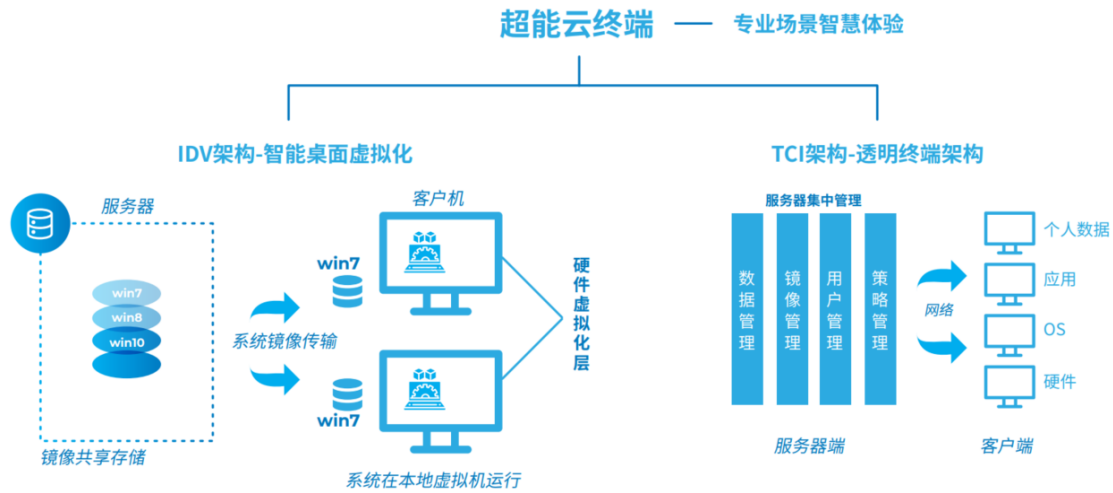 超能云终端 — 专业场景智慧体验
IDV架构-智能桌面虚拟化
服务器
win7
win8
win10
镜像共享存储
系统镜像传输
客户机
win7
win7
系统在本地虚拟机运行
硬件虚拟化层
TCI架构-透明终端架构
服务器集中管理
数据管理
镜像管理
用户管理
策略管理
服务器端
网络
个人数据
应用
OS
硬件
客户端